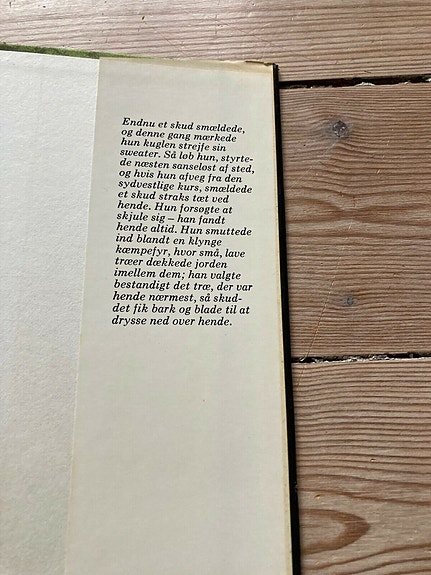 Endnu et skud smældede,
og denne gang mærkede
hun kuglen strejfe sin
sweater. Så løb hun, styrte-
de næsten sanseløst af sted,
og hvis hun afveg fra den
sydvestlige kurs, smældede
et skud straks tæt ved
hende. Hun forsøgte at
skjule sig – han fandt
hende altid. Hun smuttede
ind blandt en klynge
kæmpefyr, hvor små, lave
træer dækkede jorden
imellem dem; han valgte
bestandigt det træ, der var
hende nærmest, så skud-
det fik bark og blade til at
drysse ned over hende.